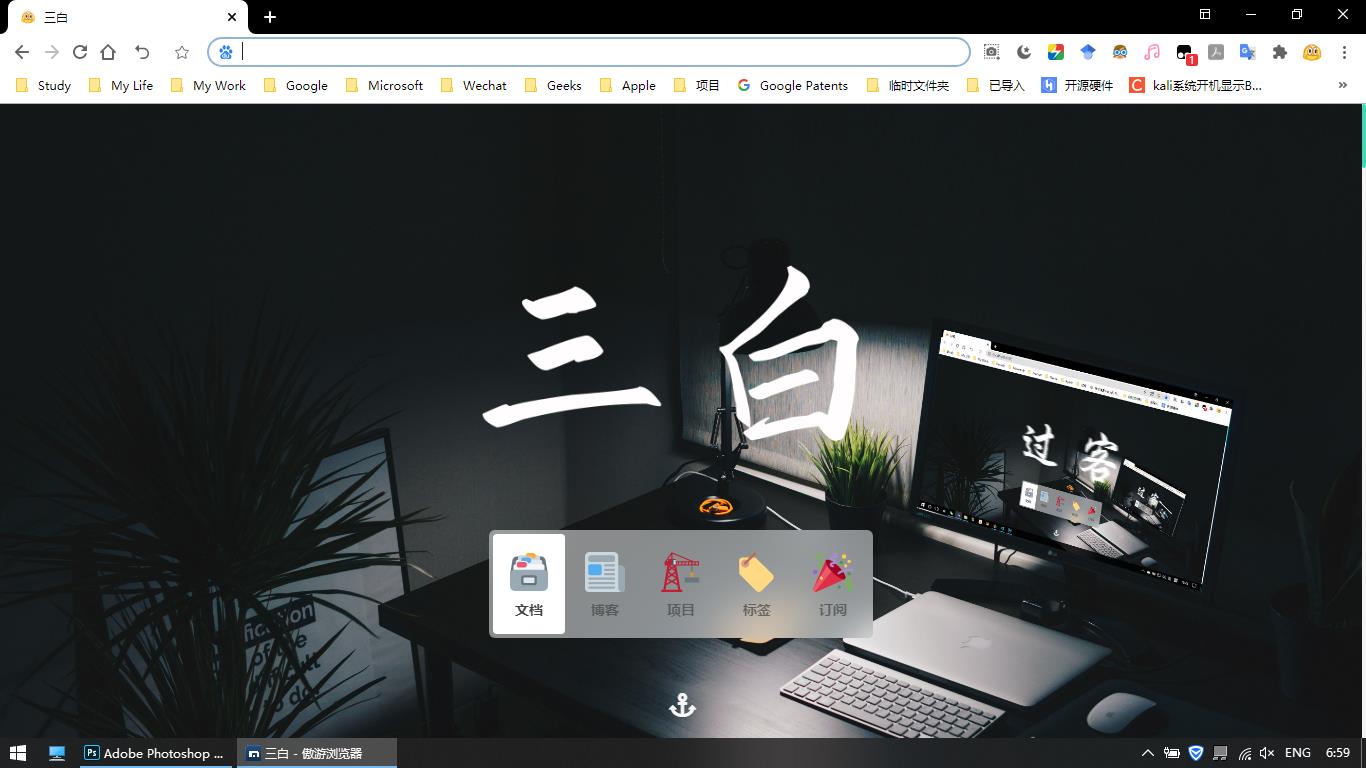 三白
Study My Life My Work Google Microsoft Wechat Geeks Apple 项目 Google Patents 临时文件夹 已导入 开源硬件 kali系统开机显示B...
1
三白
过客
文档 博客 项目 标签 订阅
Adobe Photoshop ... 三白 - 傲游浏览器 ENG 6:59